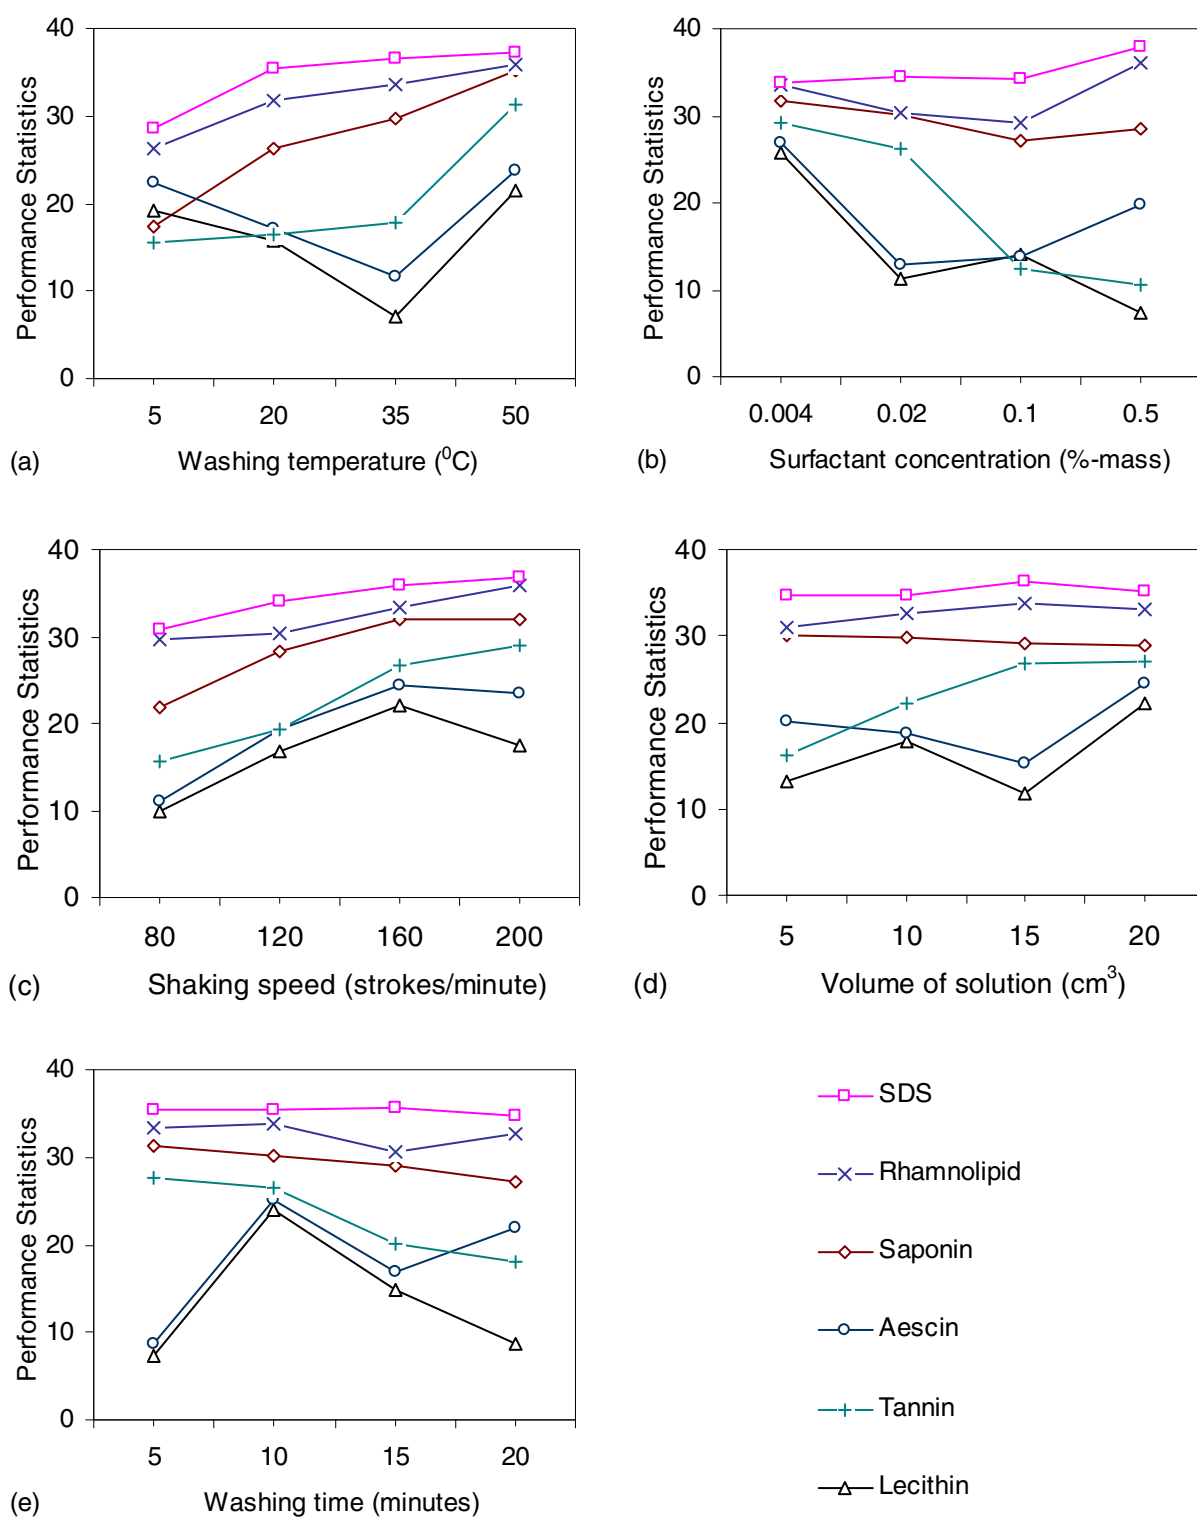 40
30
20
10
0
Performance Statistics
5 20 35 50
(a) Washing temperature (⁰C)
40
30
20
10
0
Performance Statistics
0.004 0.02 0.1 0.5
(b) Surfactant concentration (%-mass)
40
30
20
10
0
Performance Statistics
80 120 160 200
(c) Shaking speed (strokes/minute)
40
30
20
10
0
Performance Statistics
5 10 15 20
(d) Volume of solution (cm³)
40
30
20
10
0
Performance Statistics
5 10 15 20
(e) Washing time (minutes)
SDS
Rhamnolipid
Saponin
Aescin
Tannin
Lecithin